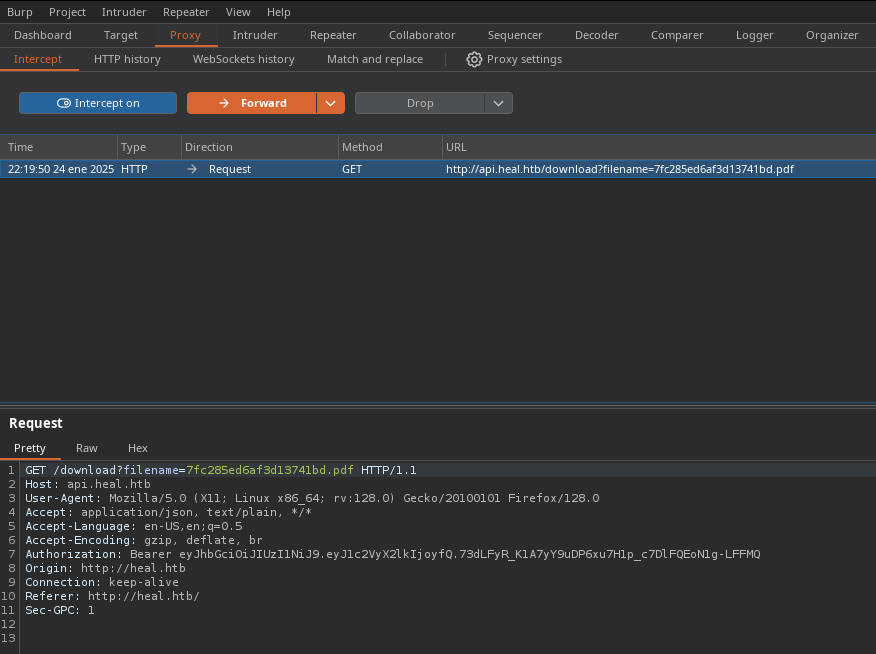 Burp Project Intruder Repeater View Help
Dashboard Target Proxy Intruder Repeater Collaborator Sequencer Decoder Comparer Logger Organizer
Intercept HTTP history WebSockets history Match and replace Proxy settings
Intercept on Forward Drop
Time Type Direction Method URL
22:19:50 24 ene 2025 HTTP → Request GET http://api.heal.htb/download?filename=7fc285ed6af3d13741bd.pdf
Request
Pretty Raw Hex
1 GET /download?filename=7fc285ed6af3d13741bd.pdf HTTP/1.1
2 Host: api.heal.htb
3 User-Agent: Mozilla/5.0 (X11; Linux x86_64; rv:128.0) Gecko/20100101 Firefox/128.0
4 Accept: application/json, text/plain, */*
5 Accept-Language: en-US,en;q=0.5
6 Accept-Encoding: gzip, deflate, br
7 Authorization: Bearer eyJhbGciOiJIUzI1NiJ9.eyJ1c2VyX2lkIjoyfQ.73dLFyR_K1A7yY9uDP6xu7H1p_c7DlFQEoN1g-LFFMQ
8 Origin: http://heal.htb
9 Connection: keep-alive
10 Referer: http://heal.htb/
11 Sec-GPC: 1
12
13